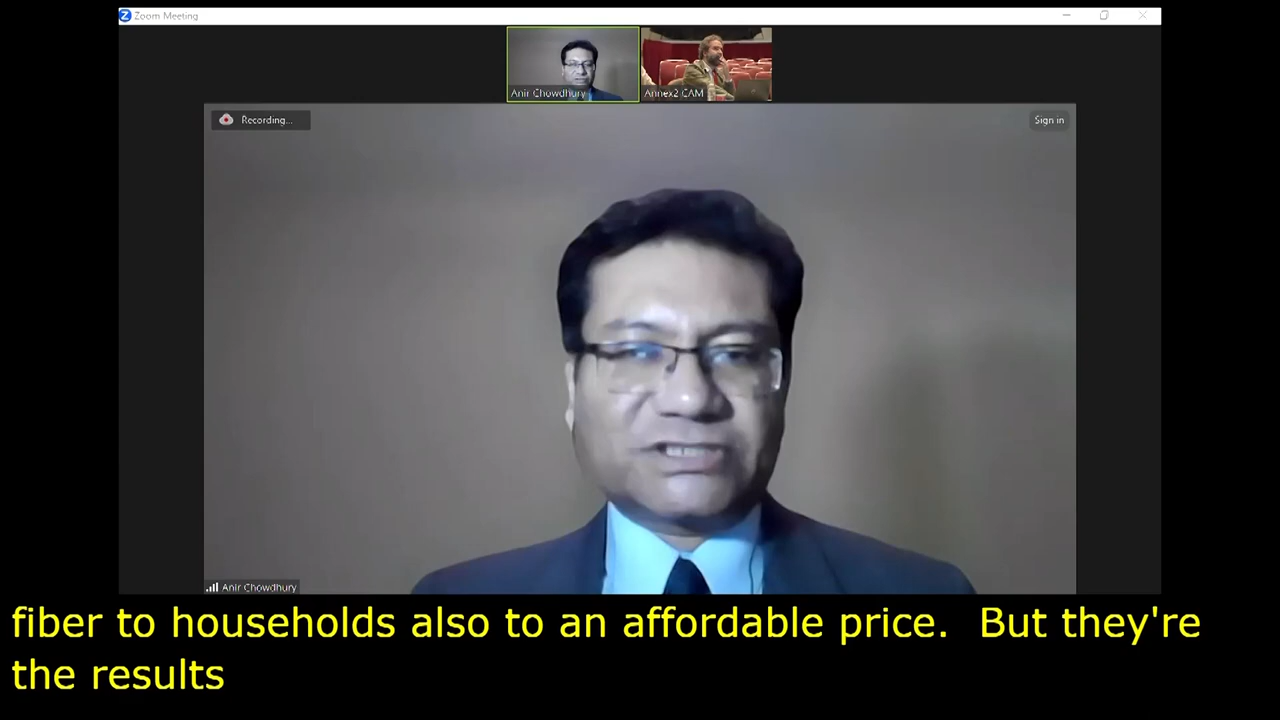 Zoom Meeting
Anir Chowdhury
Annex2 CAM
Recording...
Sign in
Anir Chowdhury
fiber to households also to an affordable price.  But they're
the results